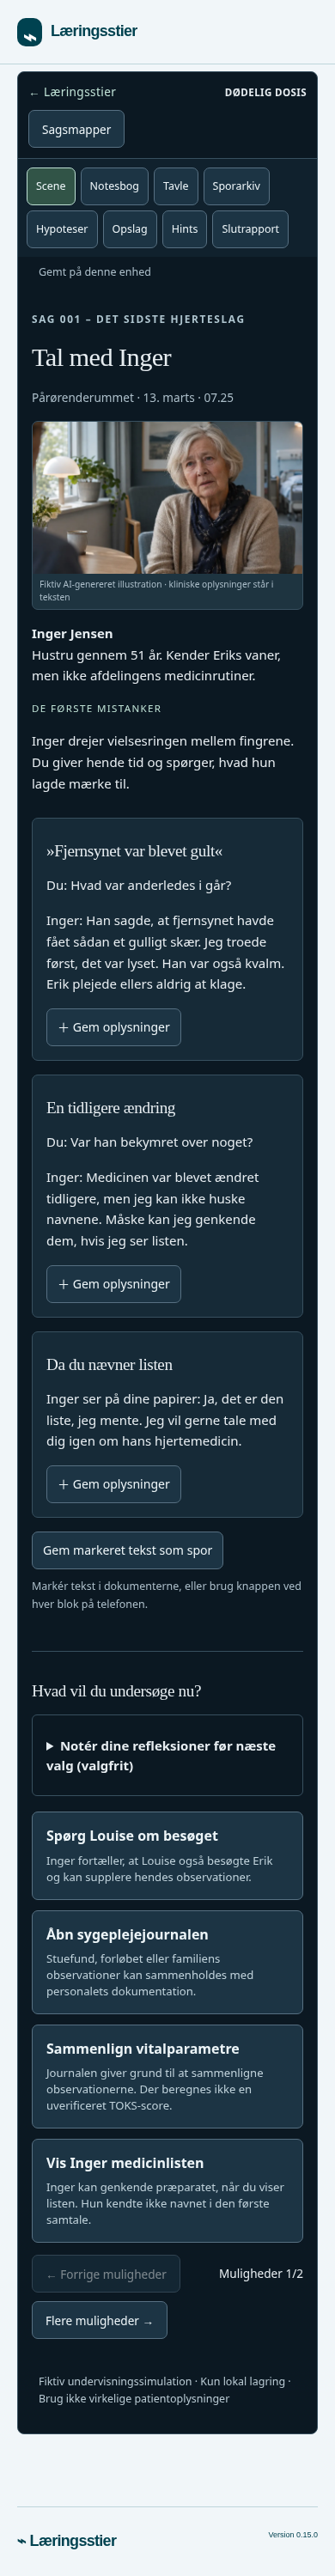 Læringsstier
← Læringsstier
DØDELIG DOSIS
Sagsmapper
Scene
Notesbog
Tavle
Sporarkiv
Hypoteser
Opslag
Hints
Slutrapport
Gemt på denne enhed
SAG 001 – DET SIDSTE HJERTESLAG
Tal med Inger
Pårørenderummet · 13. marts · 07.25
Fiktiv AI-genereret illustration · kliniske oplysninger står i
teksten
Inger Jensen
Hustru gennem 51 år. Kender Eriks vaner,
men ikke afdelingens medicinrutiner.
DE FØRSTE MISTANKER
Inger drejer vielsesringen mellem fingrene.
Du giver hende tid og spørger, hvad hun
lagde mærke til.
»Fjernsynet var blevet gult«
Du: Hvad var anderledes i går?
Inger: Han sagde, at fjernsynet havde
fået sådan et gulligt skær. Jeg troede
først, det var lyset. Han var også kvalm.
Erik plejede ellers aldrig at klage.
+ Gem oplysninger
En tidligere ændring
Du: Var han bekymret over noget?
Inger: Medicinen var blevet ændret
tidligere, men jeg kan ikke huske
navnene. Måske kan jeg genkende
dem, hvis jeg ser listen.
+ Gem oplysninger
Da du nævner listen
Inger ser på dine papirer: Ja, det er den
liste, jeg mente. Jeg vil gerne tale med
dig igen om hans hjertemedicin.
+ Gem oplysninger
Gem markeret tekst som spor
Markér tekst i dokumenterne, eller brug knappen ved
hver blok på telefonen.
Hvad vil du undersøge nu?
▶ Notér dine refleksioner før næste
valg (valgfrit)
Spørg Louise om besøget
Inger fortæller, at Louise også besøgte Erik
og kan supplere hendes observationer.
Åbn sygeplejejournalen
Stuefund, forløbet eller familiens
observationer kan sammenholdes med
personalets dokumentation.
Sammenlign vitalparametre
Journalen giver grund til at sammenligne
observationerne. Der beregnes ikke en
uverificeret TOKS-score.
Vis Inger medicinlisten
Inger kan genkende præparatet, når du viser
listen. Hun kendte ikke navnet i den første
samtale.
← Forrige muligheder
Muligheder 1/2
Flere muligheder →
Fiktiv undervisningssimulation · Kun lokal lagring ·
Brug ikke virkelige patientoplysninger
Læringsstier
Version 0.15.0